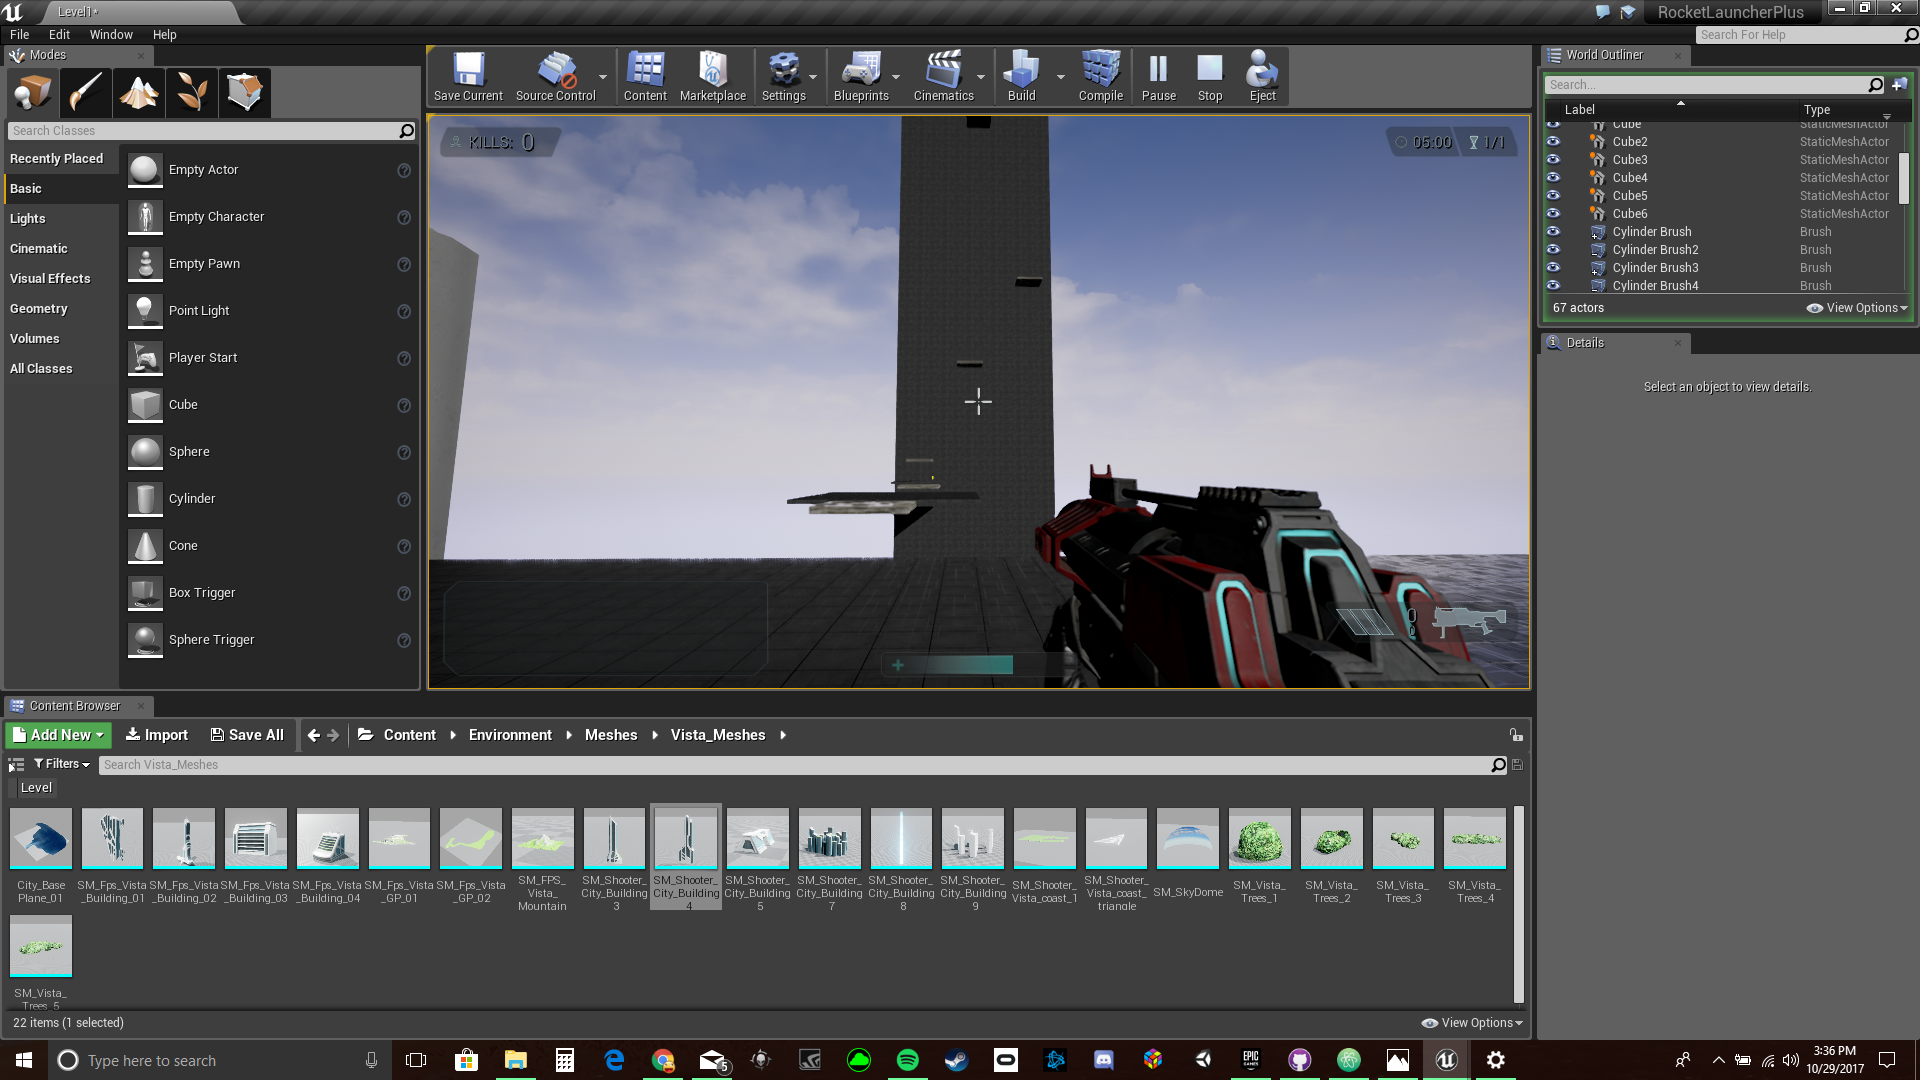 Level1*
RocketLauncherPlus
File Edit Window Help
Search For Help
Modes
Search Classes
Recently Placed
Basic
Lights
Cinematic
Visual Effects
Geometry
Volumes
All Classes
Empty Actor
Empty Character
Empty Pawn
Point Light
Player Start
Cube
Sphere
Cylinder
Cone
Box Trigger
Sphere Trigger
Save Current
Source Control
Content
Marketplace
Settings
Blueprints
Cinematics
Build
Compile
Pause
Stop
Eject
KILLS: 0
05:00
1/1
0
0
World Outliner
Search...
Label Type
Cube StaticMeshActor
Cube2 StaticMeshActor
Cube3 StaticMeshActor
Cube4 StaticMeshActor
Cube5 StaticMeshActor
Cube6 StaticMeshActor
Cylinder Brush Brush
Cylinder Brush2 Brush
Cylinder Brush3 Brush
Cylinder Brush4 Brush
67 actors
View Options
Details
Select an object to view details.
Content Browser
Add New
Import
Save All
Content
Environment
Meshes
Vista_Meshes
Filters
Search Vista_Meshes
Level
City_Base
Plane_01
SM_Fps_Vista
_Building_01
SM_Fps_Vista
_Building_02
SM_Fps_Vista
_Building_03
SM_Fps_Vista
_Building_04
SM_Fps_Vista
_GP_01
SM_Fps_Vista
_GP_02
SM_FPS_
Vista_
Mountain
SM_Shooter_
City_Building
3
SM_Shooter_
City_Building
4
SM_Shooter_
City_Building
5
SM_Shooter_
City_Building
7
SM_Shooter_
City_Building
8
SM_Shooter_
City_Building
9
SM_Shooter_
Vista_coast_1
SM_Shooter_
Vista_coast_
triangle
SM_SkyDome
SM_Vista_
Trees_1
SM_Vista_
Trees_2
SM_Vista_
Trees_3
SM_Vista_
Trees_4
SM_Vista_
Trees_5
22 items (1 selected)
View Options
Type here to search
5
EPIC
GAMES
3:36 PM
10/29/2017